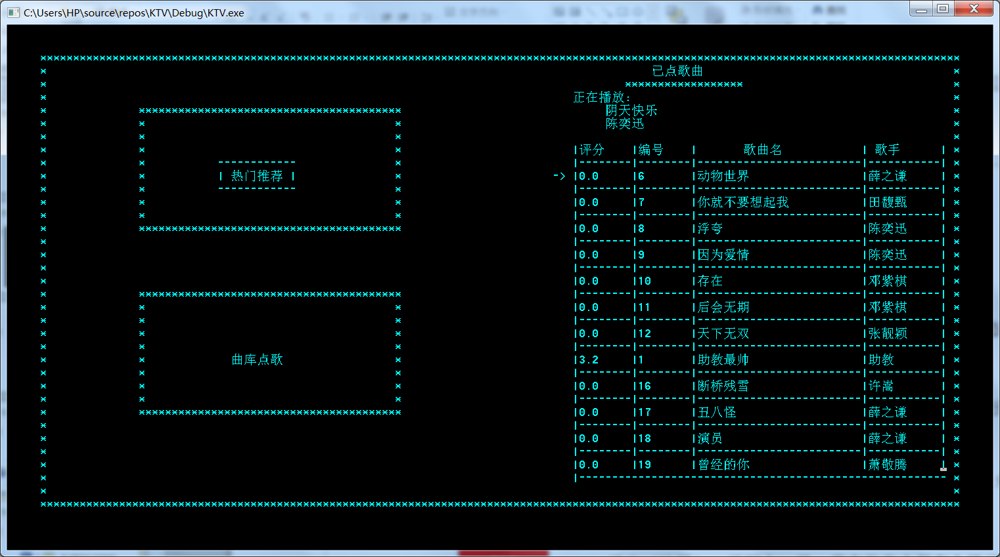 C:\Users\HP\source\repos\KTV\Debug\KTV.exe
已点歌曲
正在播放:
阴天快乐
陈奕迅
热门推荐
曲库点歌
|评分 |编号 | 歌曲名 | 歌手 |
-> |0.0 |6 |动物世界 |薛之谦 |
|0.0 |7 |你就不要想起我 |田馥甄 |
|0.0 |8 |浮夸 |陈奕迅 |
|0.0 |9 |因为爱情 |陈奕迅 |
|0.0 |10 |存在 |邓紫棋 |
|0.0 |11 |后会无期 |邓紫棋 |
|0.0 |12 |天下无双 |张靓颖 |
|3.2 |1 |助教最帅 |助教 |
|0.0 |16 |断桥残雪 |许嵩 |
|0.0 |17 |丑八怪 |薛之谦 |
|0.0 |18 |演员 |薛之谦 |
|0.0 |19 |曾经的你 |萧敬腾 |